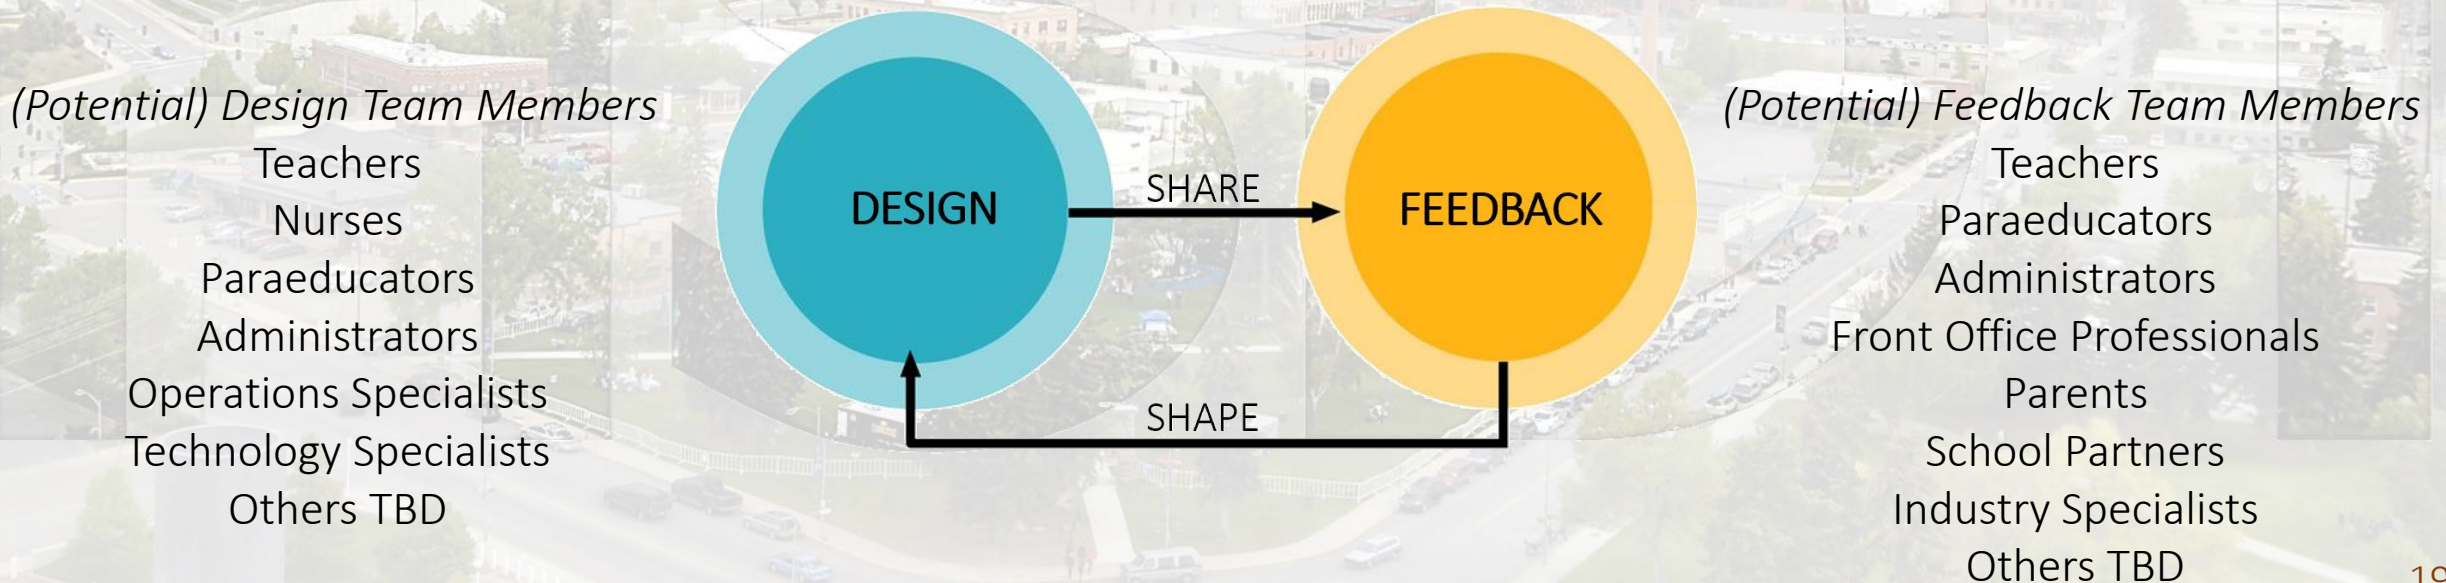 (Potential) Design Team Members
Teachers
Nurses
Paraeducators
Administrators
Operations Specialists
Technology Specialists
Others TBD
DESIGN
SHARE
FEEDBACK
SHAPE
(Potential) Feedback Team Members
Teachers
Paraeducators
Administrators
Front Office Professionals
Parents
School Partners
Industry Specialists
Others TBD